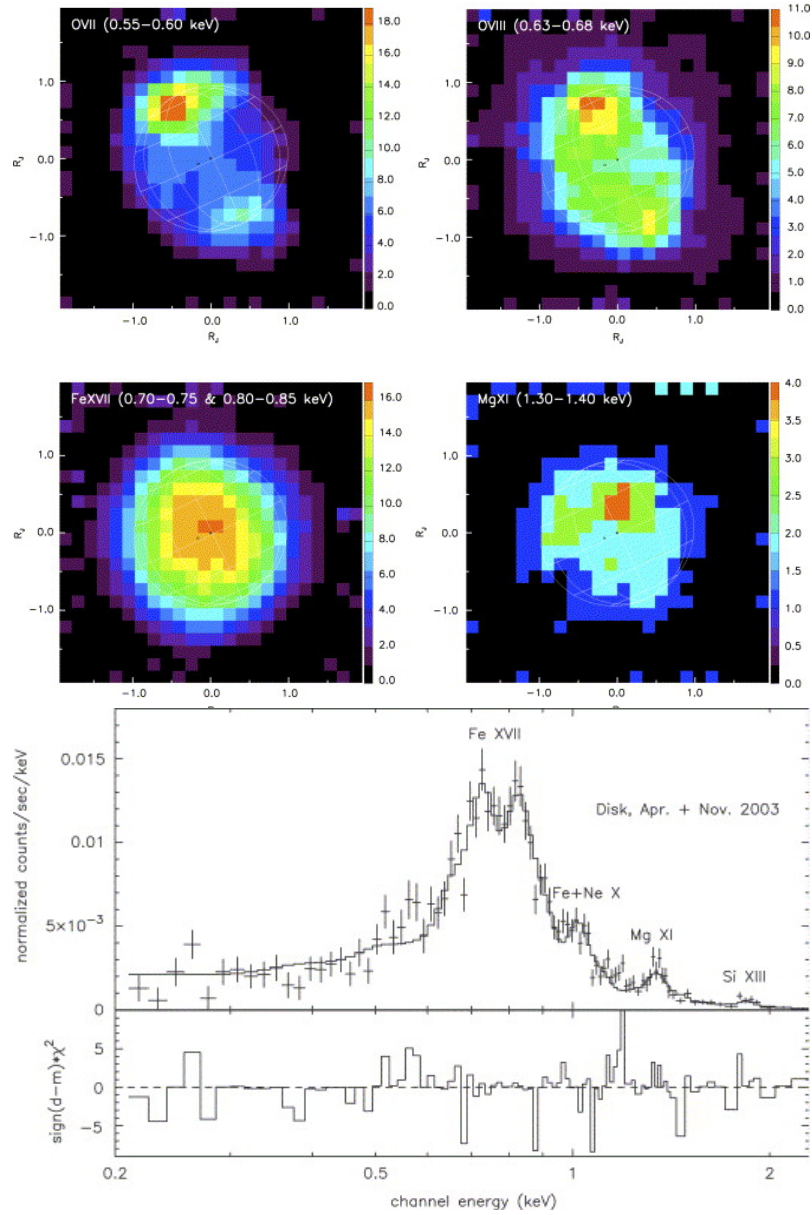 OVII (0.55−0.60 keV)
18.0
16.0
14.0
12.0
10.0
8.0
6.0
4.0
2.0
0.0
1.0
0.0
−1.0
R_J
−1.0 0.0 1.0
R_J
OVIII (0.63−0.68 keV)
11.0
10.0
9.0
8.0
7.0
6.0
5.0
4.0
3.0
2.0
1.0
0.0
1.0
0.0
−1.0
R_J
−1.0 0.0 1.0
R_J
FeXVII (0.70−0.75 & 0.80−0.85 keV)
16.0
14.0
12.0
10.0
8.0
6.0
4.0
2.0
0.0
1.0
0.0
−1.0
R_J
−1.0 0.0 1.0
MgXI (1.30−1.40 keV)
4.0
3.5
3.0
2.5
2.0
1.5
1.0
0.5
0.0
1.0
0.0
−1.0
R_J
−1.0 0.0 1.0
Fe XVII
Disk, Apr. + Nov. 2003
Fe+Ne X
Mg XI
Si XIII
normalized counts/sec/keV
0.015
0.01
5×10⁻³
0
sign(d−m)*χ²
5
0
−5
0.2 0.5 1 2
channel energy (keV)